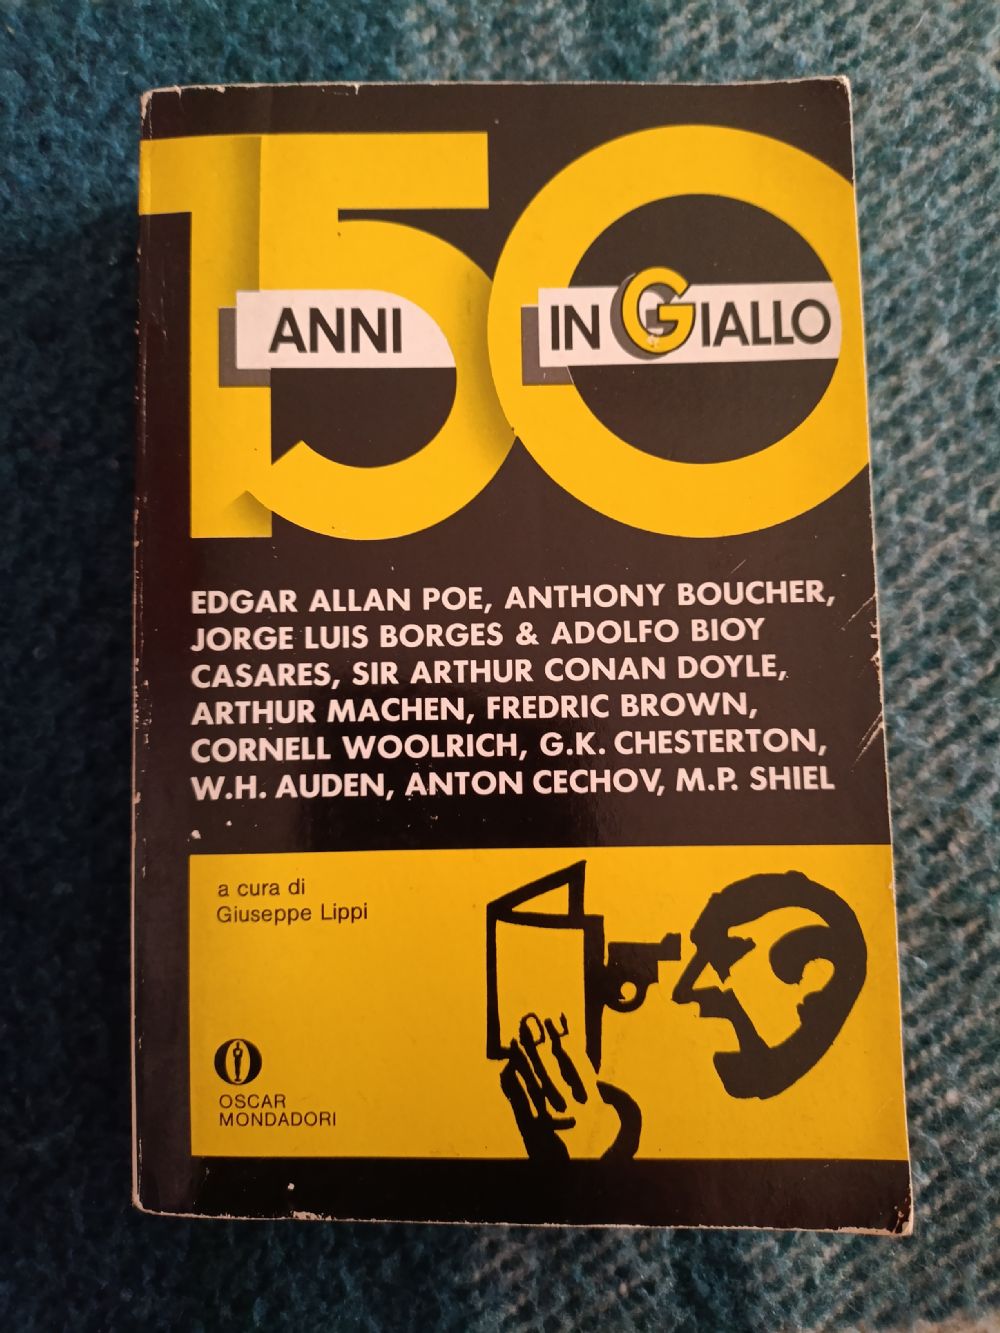 150
ANNI
IN GIALLO
EDGAR ALLAN POE, ANTHONY BOUCHER,
JORGE LUIS BORGES & ADOLFO BIOY
CASARES, SIR ARTHUR CONAN DOYLE,
ARTHUR MACHEN, FREDRIC BROWN,
CORNELL WOOLRICH, G.K. CHESTERTON,
W.H. AUDEN, ANTON CECHOV, M.P. SHIEL
a cura di
Giuseppe Lippi
OSCAR
MONDADORI